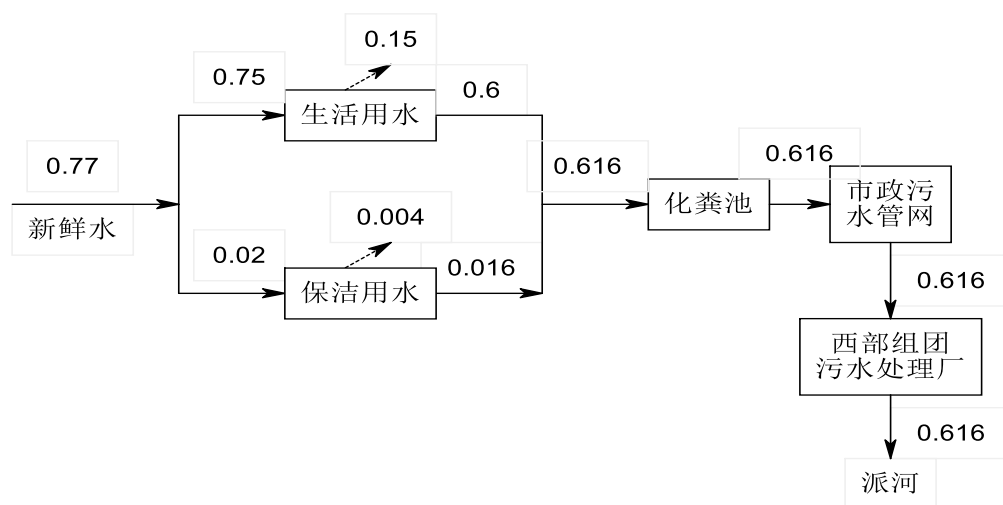 0.15
0.75
0.6
生活用水
0.77
0.616
0.616
新鲜水
化粪池
市政污
水管网
0.004
0.02
0.016
保洁用水
0.616
西部组团
污水处理厂
0.616
派河